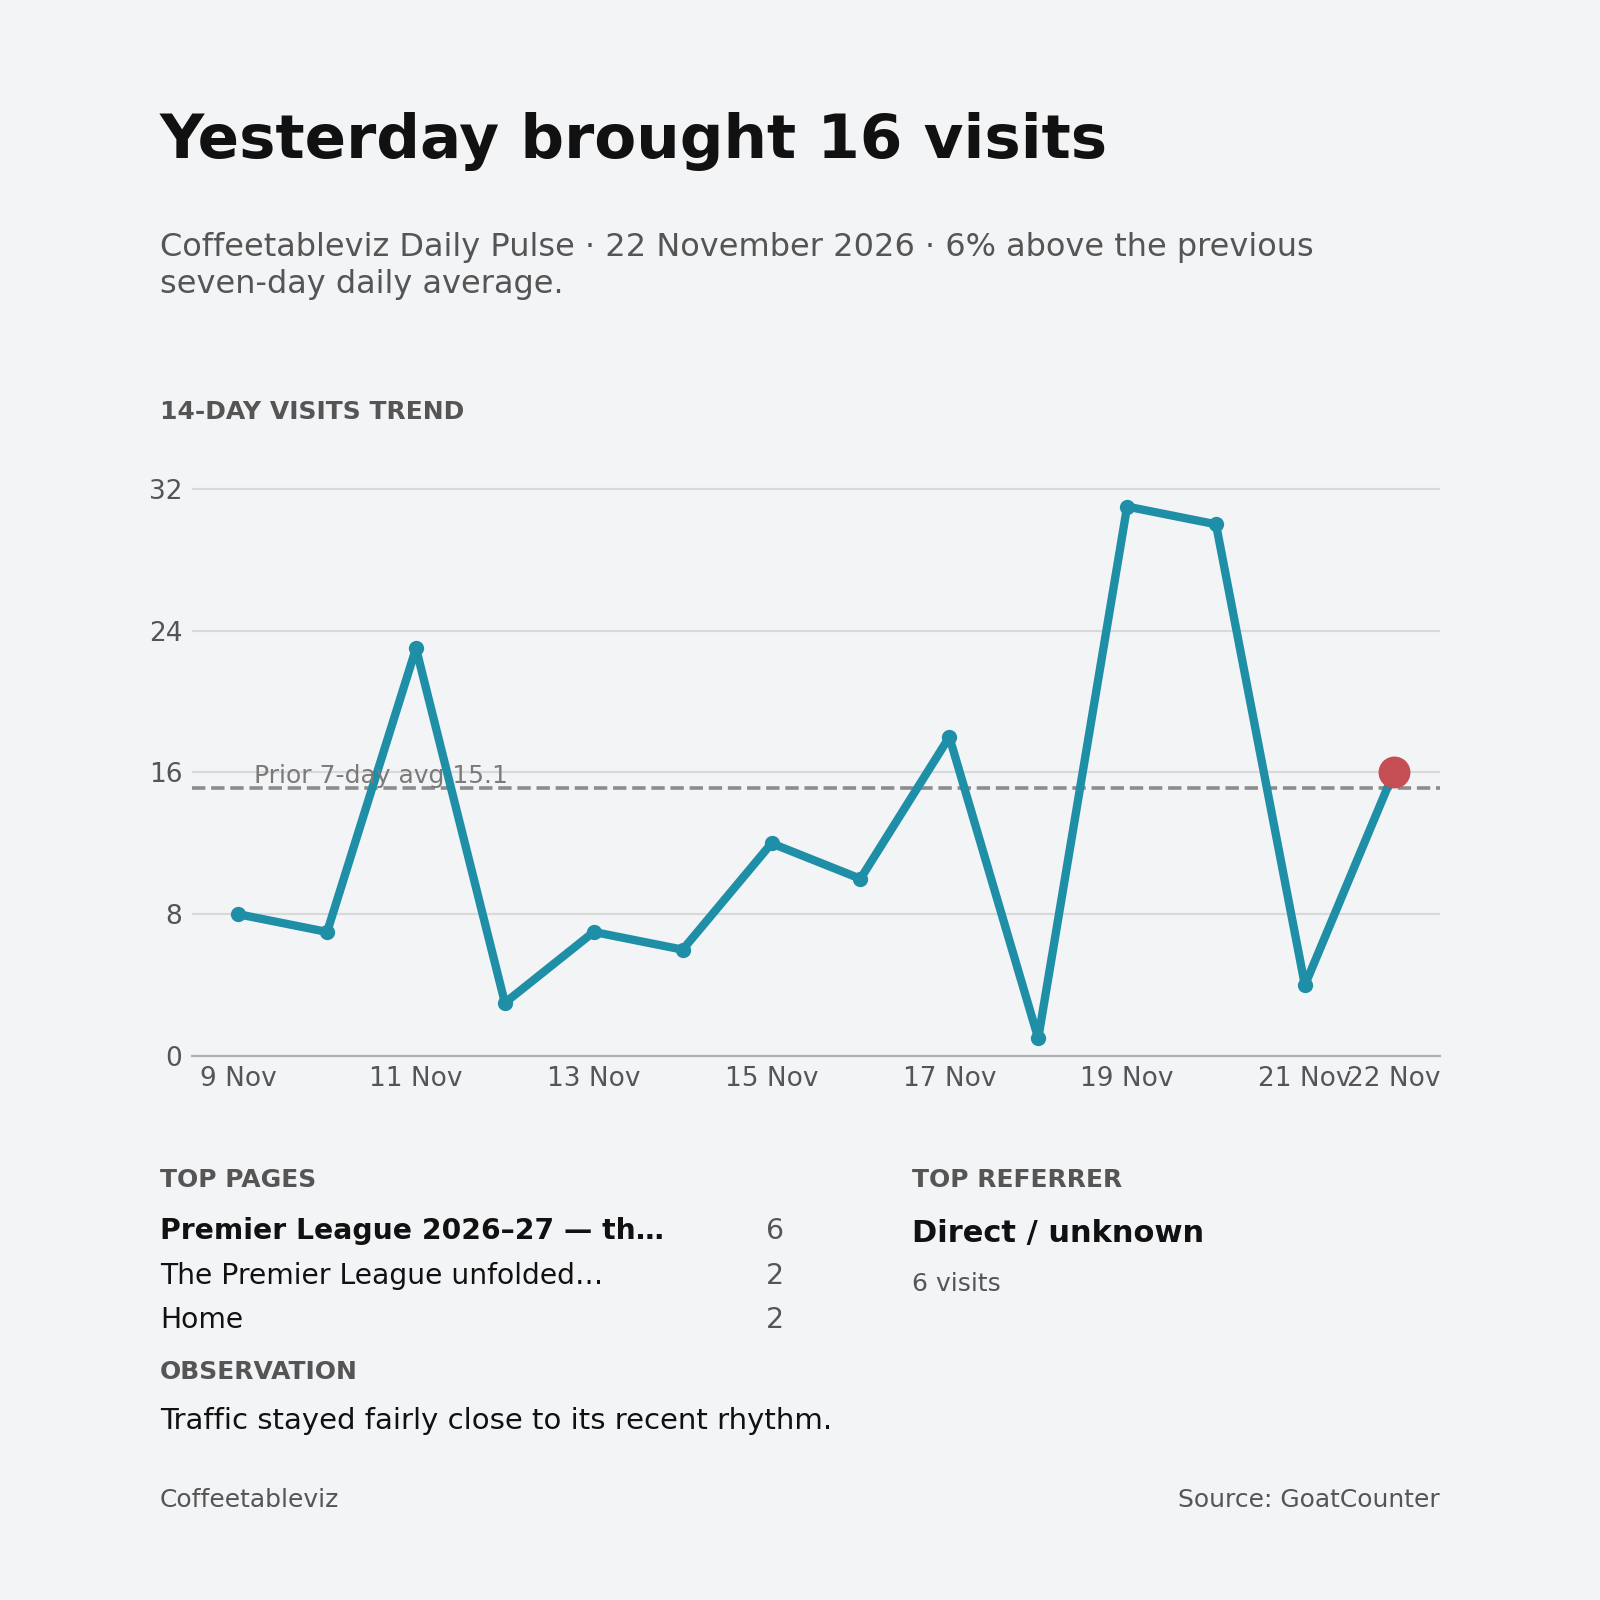 Yesterday brought 16 visits
Coffeetableviz Daily Pulse · 22 November 2026 · 6% above the previous
seven-day daily average.
14-DAY VISITS TREND
32
24
16
8
0
Prior 7-day avg 15.1
9 Nov
11 Nov
13 Nov
15 Nov
17 Nov
19 Nov
21 Nov
22 Nov
TOP PAGES
Premier League 2026–27 — th… 6
The Premier League unfolded… 2
Home 2
TOP REFERRER
Direct / unknown
6 visits
OBSERVATION
Traffic stayed fairly close to its recent rhythm.
Coffeetableviz
Source: GoatCounter